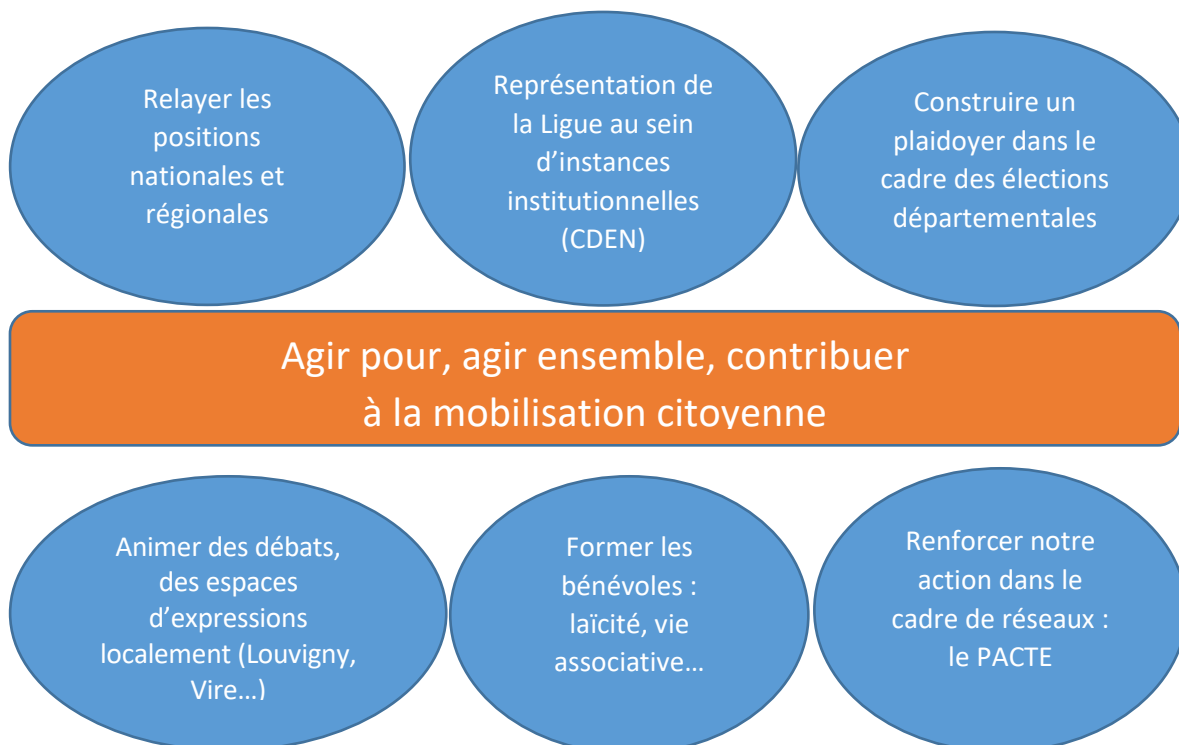 Relayer les
positions
nationales et
régionales
Représentation de
la Ligue au sein
d’instances
institutionnelles
(CDEN)
Construire un
plaidoyer dans le
cadre des élections
départementales
Agir pour, agir ensemble, contribuer
à la mobilisation citoyenne
Animer des débats,
des espaces
d’expressions
localement (Louvigny,
Vire…)
Former les
bénévoles :
laïcité, vie
associative…
Renforcer notre
action dans le
cadre de réseaux :
le PACTE